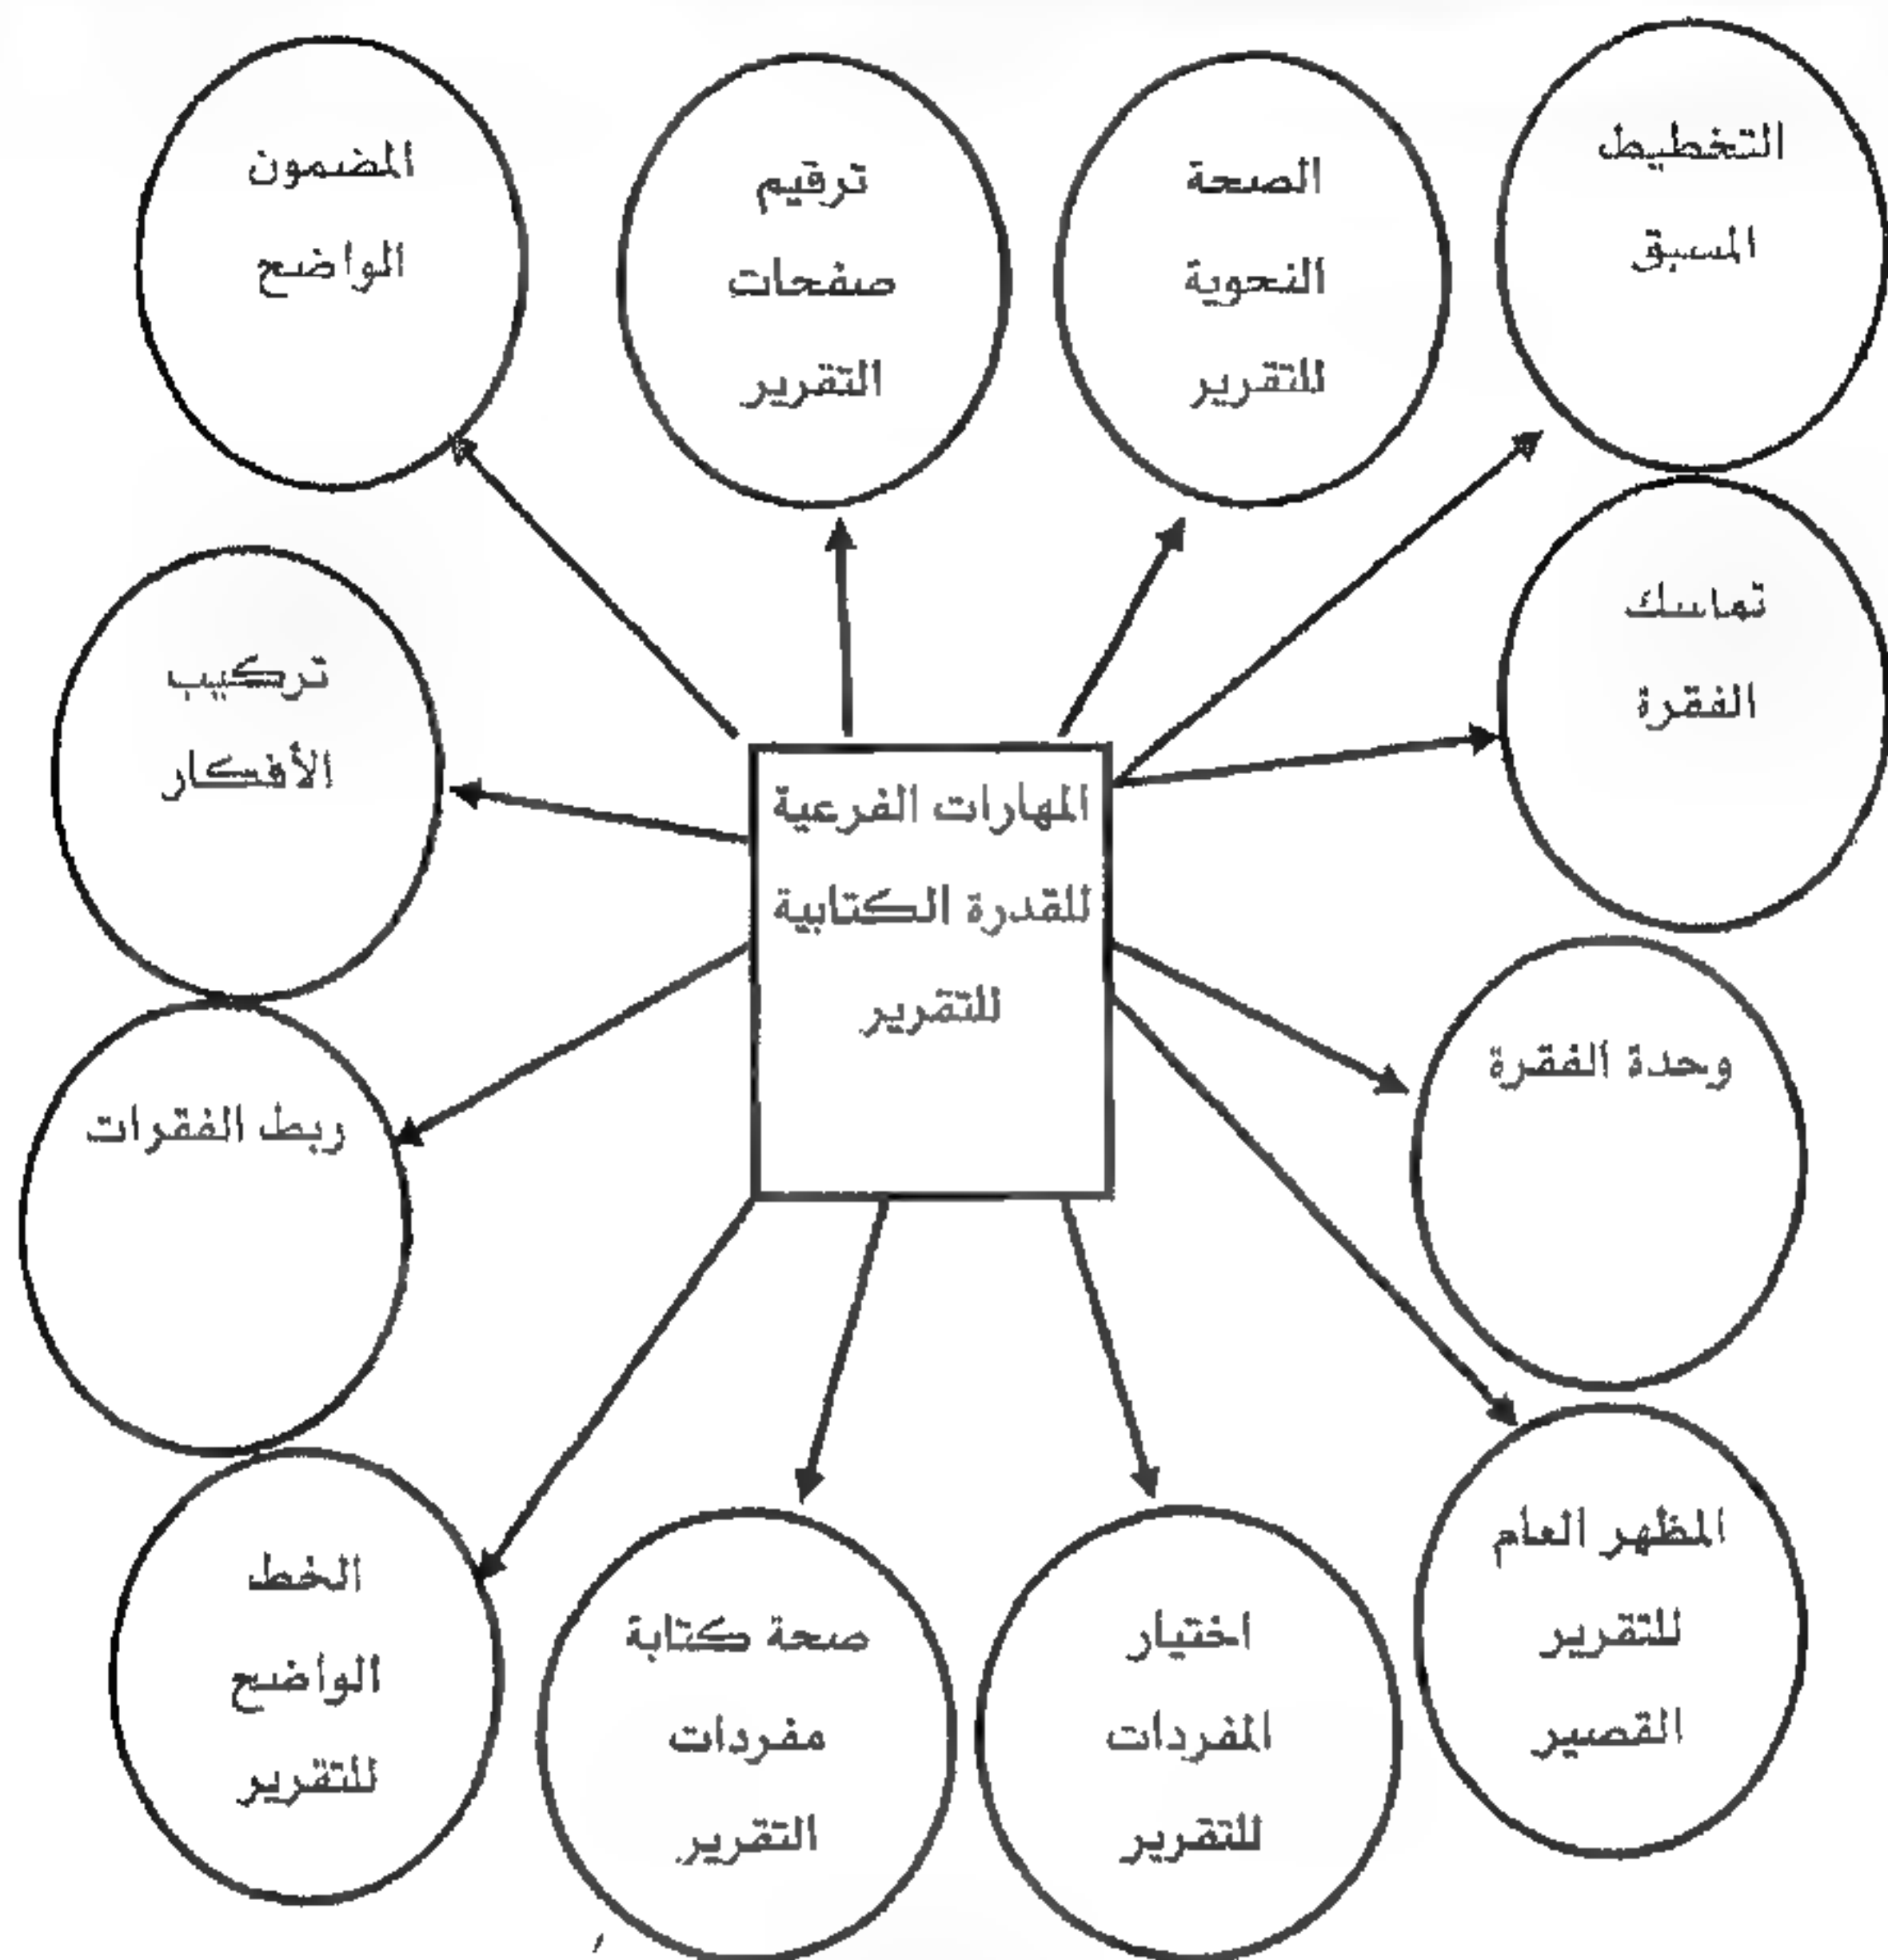 التخطيط
المسبق
الصحة
النحوية
للتقرير
ترقيم
صفحات
التقرير
المضمون
الواضح
تماسك
الفقرة
تركيب
الأفكار
المهارات الفرعية
للقدرة الكتابية
للتقرير
وحدة الفقرة
ربط الفقرات
المظهر العام
للتقرير
القصير
اختيار
المفردات
للتقرير
صحة كتابة
مفردات
التقرير
الخط
الواضح
للتقرير